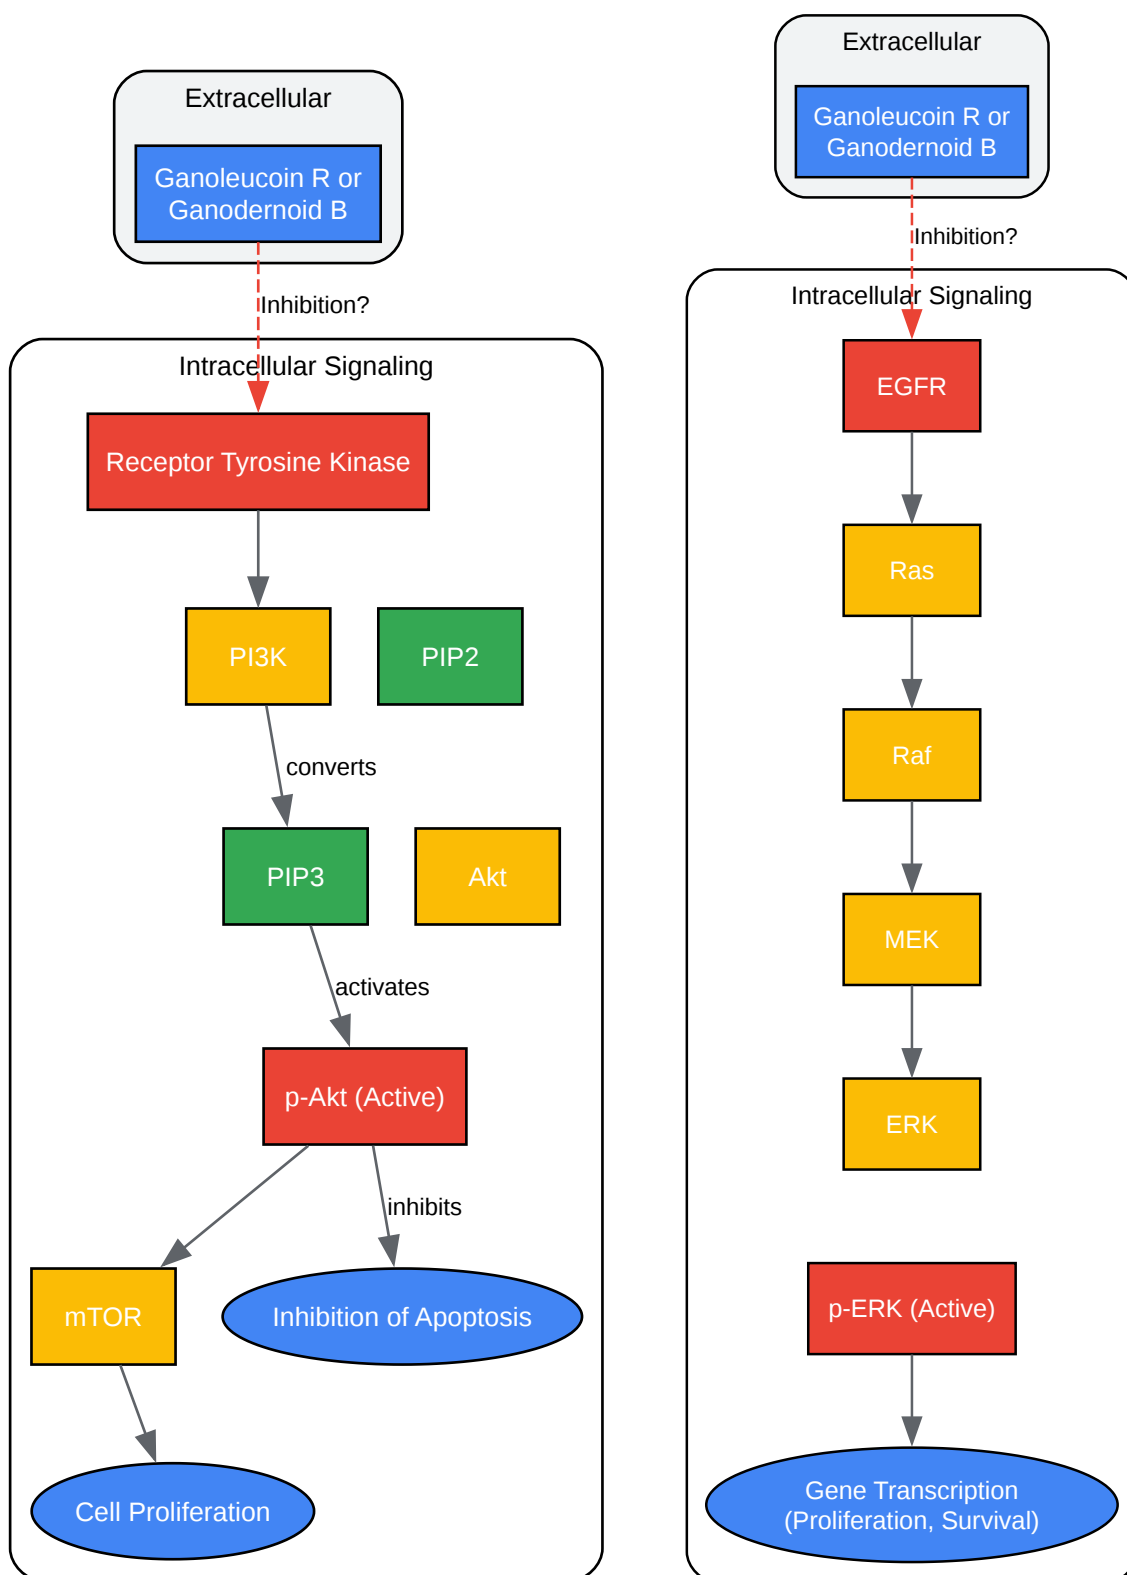 Extracellular
Ganoleucoin R or
Ganodernoid B
Inhibition?
Intracellular Signaling
Receptor Tyrosine Kinase
PI3K
PIP2
converts
PIP3
Akt
activates
p-Akt (Active)
inhibits
mTOR
Inhibition of Apoptosis
Cell Proliferation
Extracellular
Ganoleucoin R or
Ganodernoid B
Inhibition?
Intracellular Signaling
EGFR
Ras
Raf
MEK
ERK
p-ERK (Active)
Gene Transcription
(Proliferation, Survival)